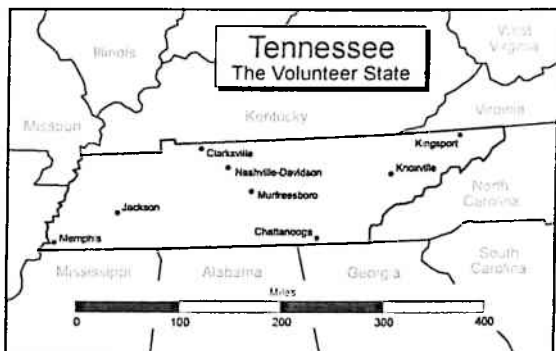 West
Virginia
Illinois
Tennessee
The Volunteer State
Kentucky
Virginia
Missouri
Kingsport
Clarksville
Nashville-Davidson
Knoxville
Murfreesboro
North
Carolina
Jackson
Chattanooga
Memphis
South
Carolina
Mississippi
Alabama
Georgia
Miles
0 100 200 300 400